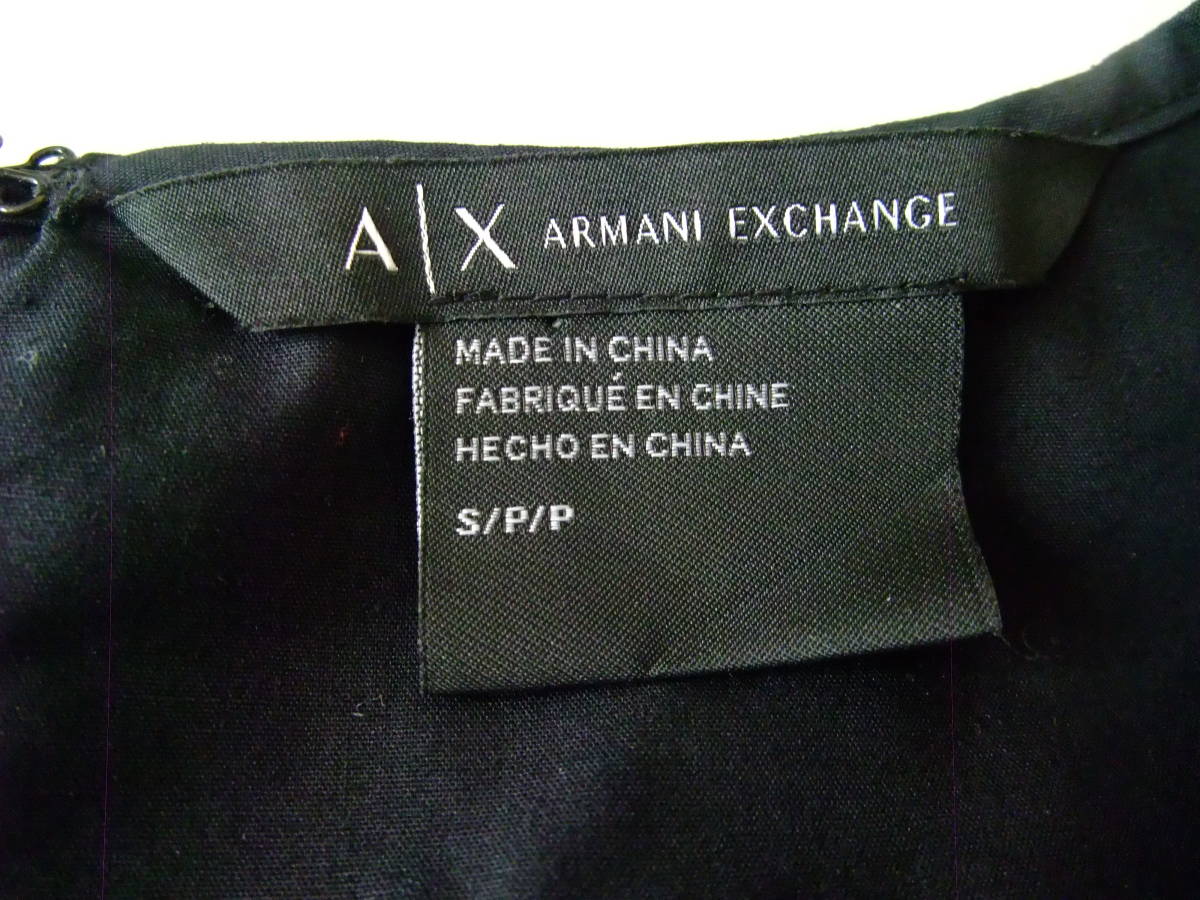 A|X ARMANI EXCHANGE
MADE IN CHINA
FABRIQUÉ EN CHINE
HECHO EN CHINA
S/P/P